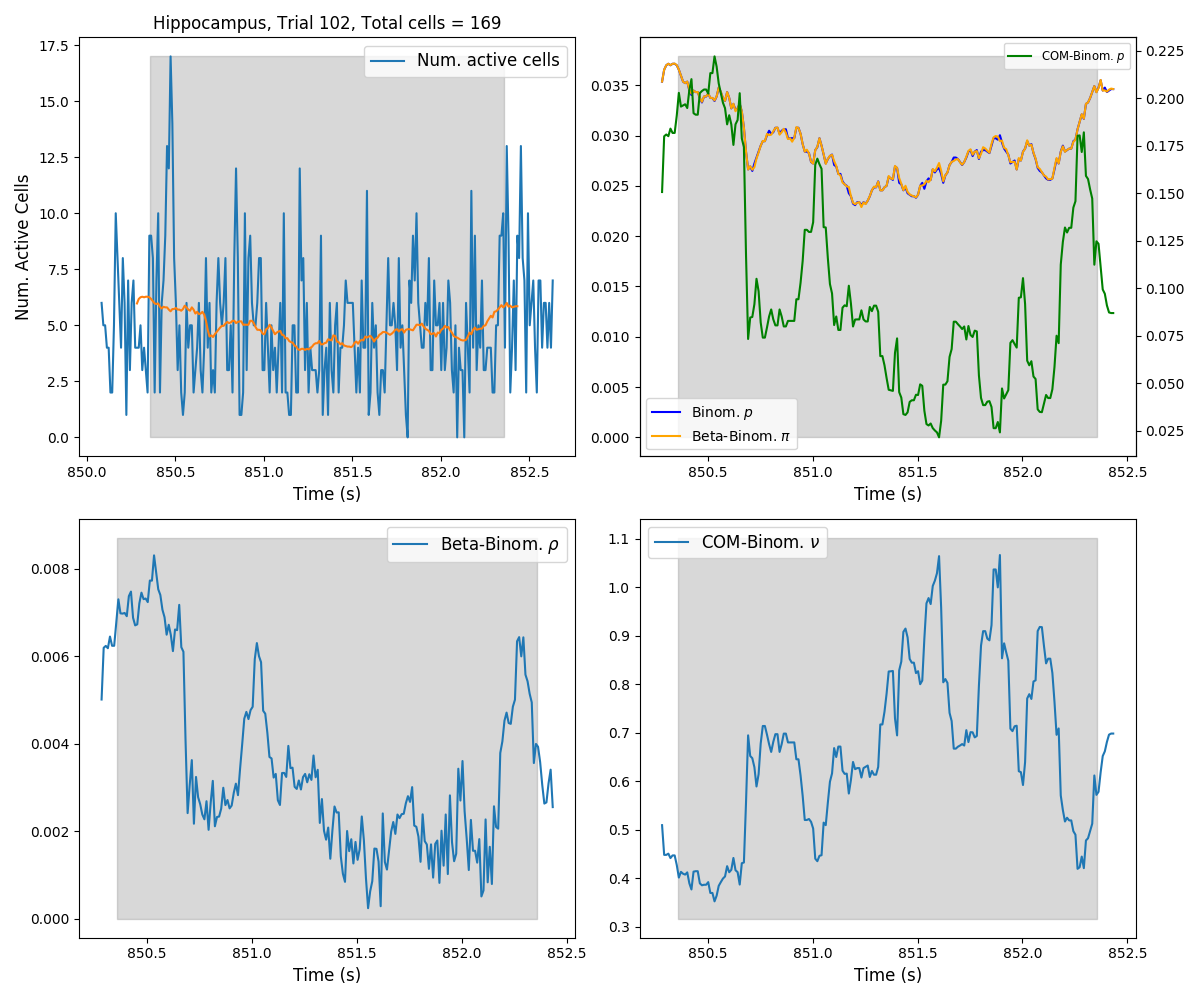 Hippocampus, Trial 102, Total cells = 169
Num. active cells
Num. Active Cells
17.5
15.0
12.5
10.0
7.5
5.0
2.5
0.0
850.0 850.5 851.0 851.5 852.0 852.5
Time (s)
COM-Binom. p
0.035
0.030
0.025
0.020
0.015
0.010
0.005
0.000
0.225
0.200
0.175
0.150
0.125
0.100
0.075
0.050
0.025
Binom. p
Beta-Binom. π
850.5 851.0 851.5 852.0 852.5
Time (s)
Beta-Binom. ρ
0.008
0.006
0.004
0.002
0.000
850.5 851.0 851.5 852.0 852.5
Time (s)
COM-Binom. ν
1.1
1.0
0.9
0.8
0.7
0.6
0.5
0.4
0.3
850.5 851.0 851.5 852.0 852.5
Time (s)